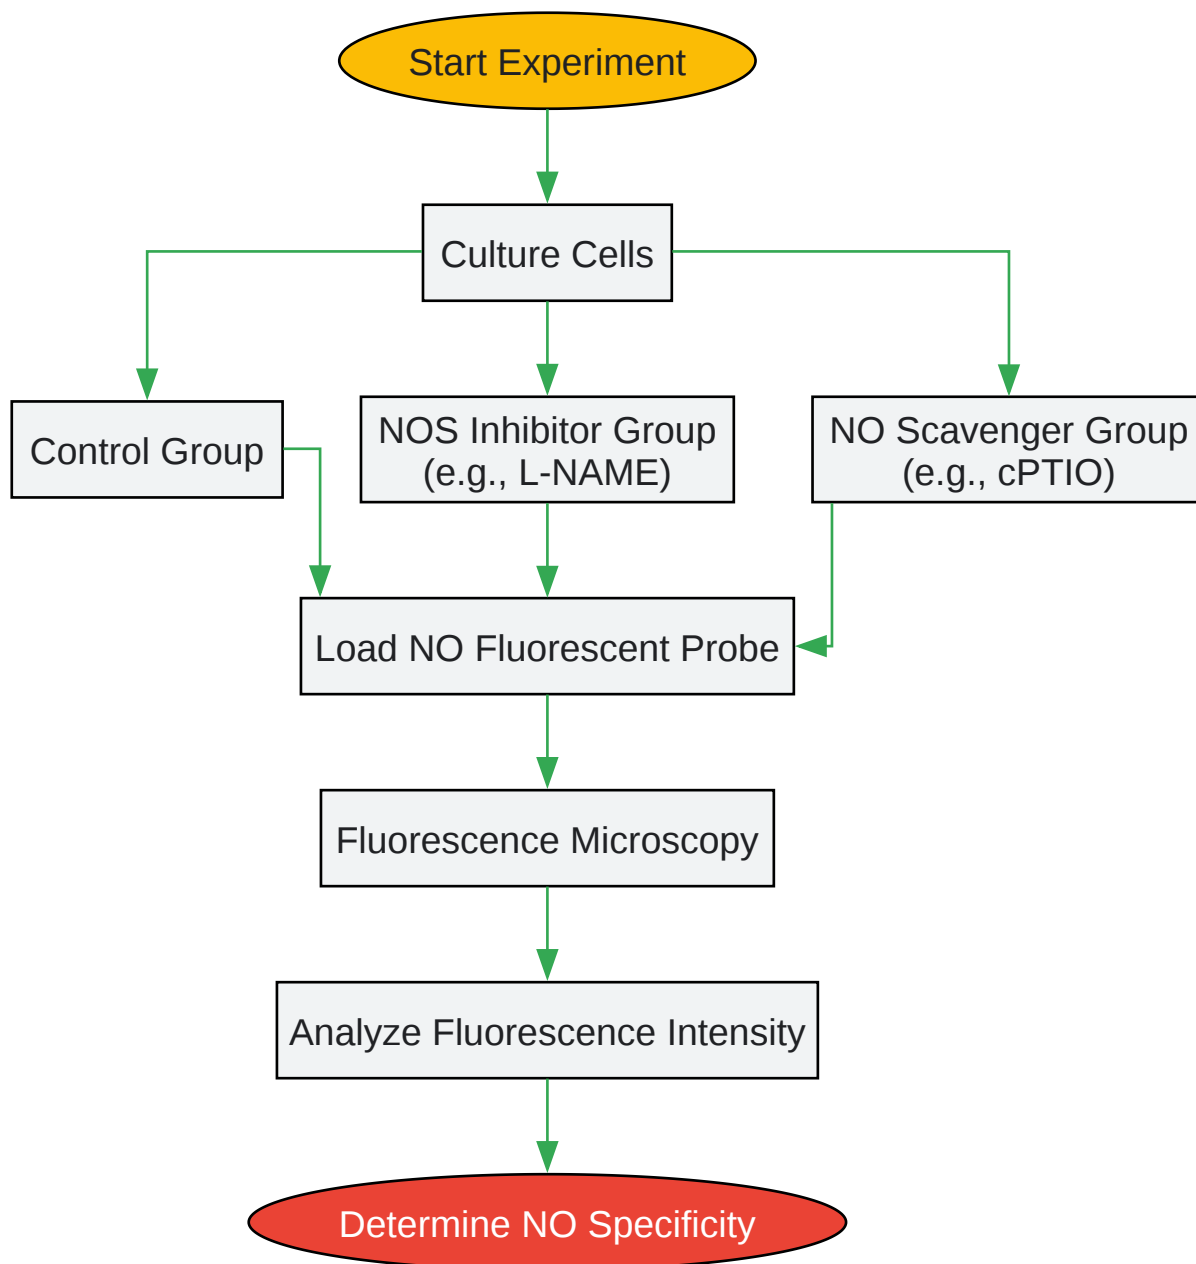 Start Experiment
Culture Cells
Control Group
NOS Inhibitor Group
(e.g., L-NAME)
NO Scavenger Group
(e.g., cPTIO)
Load NO Fluorescent Probe
Fluorescence Microscopy
Analyze Fluorescence Intensity
Determine NO Specificity